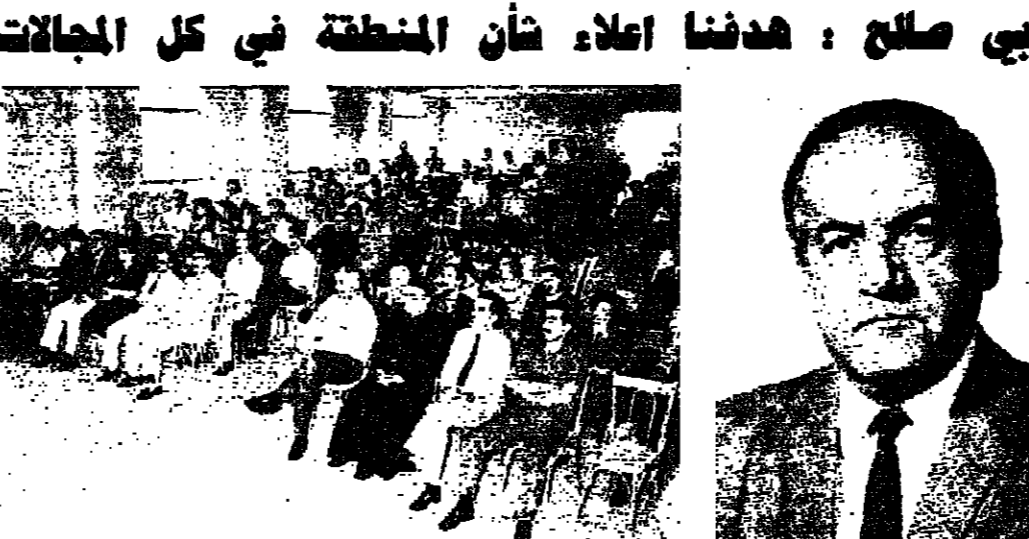 صالح : هدفنا اعلاء شأن المنطقة في كل المجالات